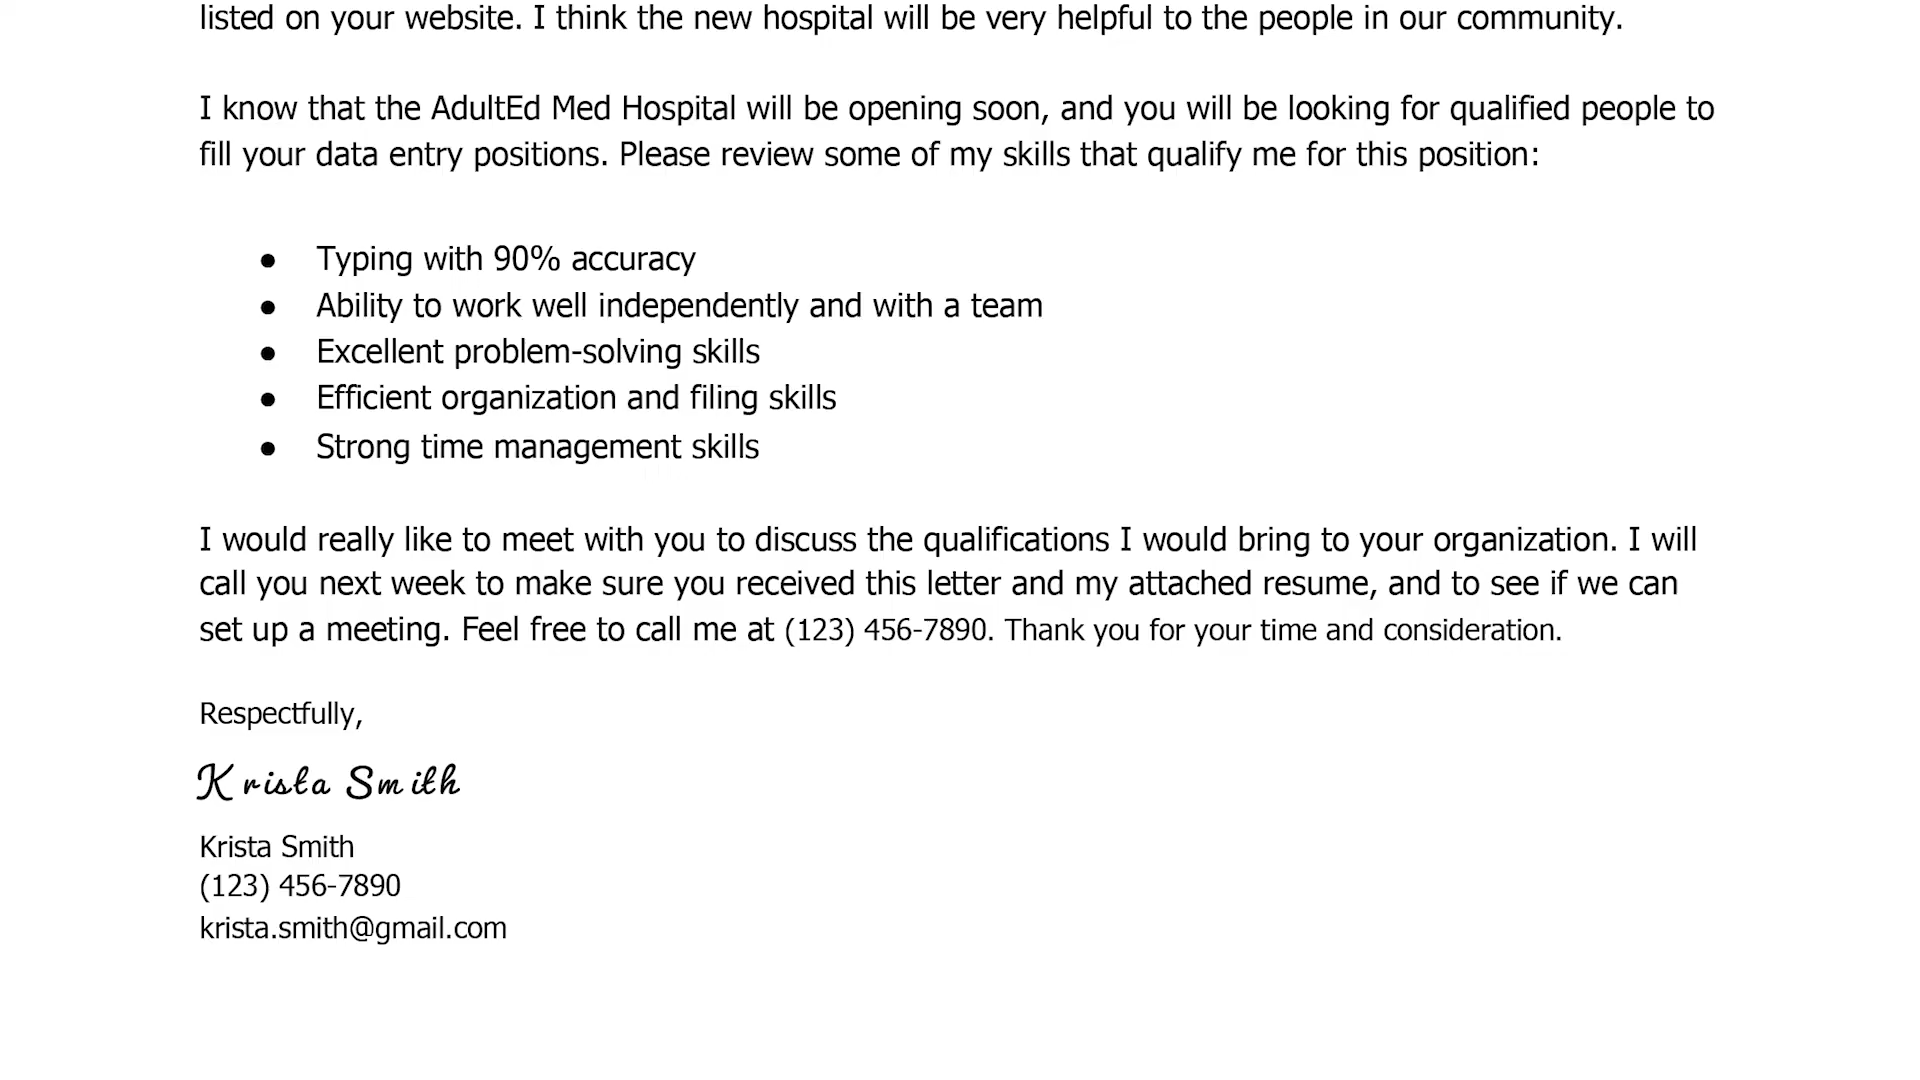 listed on your website. I think the new hospital will be very helpful to the people in our community.
I know that the AdultEd Med Hospital will be opening soon, and you will be looking for qualified people to
fill your data entry positions. Please review some of my skills that qualify me for this position:
● Typing with 90% accuracy
● Ability to work well independently and with a team
● Excellent problem-solving skills
● Efficient organization and filing skills
● Strong time management skills
I would really like to meet with you to discuss the qualifications I would bring to your organization. I will
call you next week to make sure you received this letter and my attached resume, and to see if we can
set up a meeting. Feel free to call me at (123) 456-7890. Thank you for your time and consideration.
Respectfully,
Krista Smith
Krista Smith
(123) 456-7890
krista.smith@gmail.com